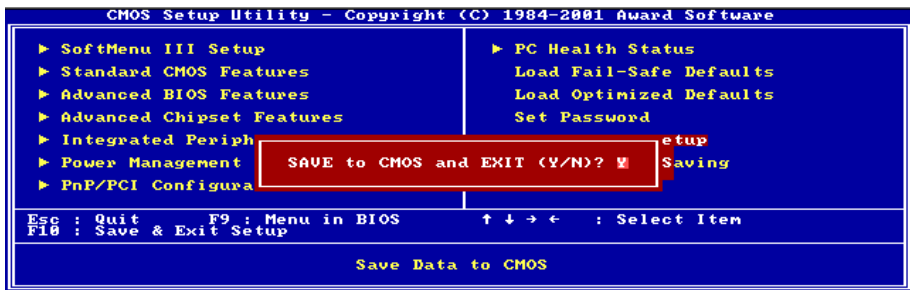 CMOS Setup Utility - Copyright (C) 1984-2001 Award Software
► SoftMenu III Setup
► Standard CMOS Features
► Advanced BIOS Features
► Advanced Chipset Features
► Integrated Periph
► Power Management
► PnP/PCI Configura
► PC Health Status
Load Fail-Safe Defaults
Load Optimized Defaults
Set Password
etup
Saving
SAVE to CMOS and EXIT (Y/N)? Y
Esc : Quit F9 : Menu in BIOS ↑ ↓ → ← : Select Item
F10 : Save & Exit Setup
Save Data to CMOS